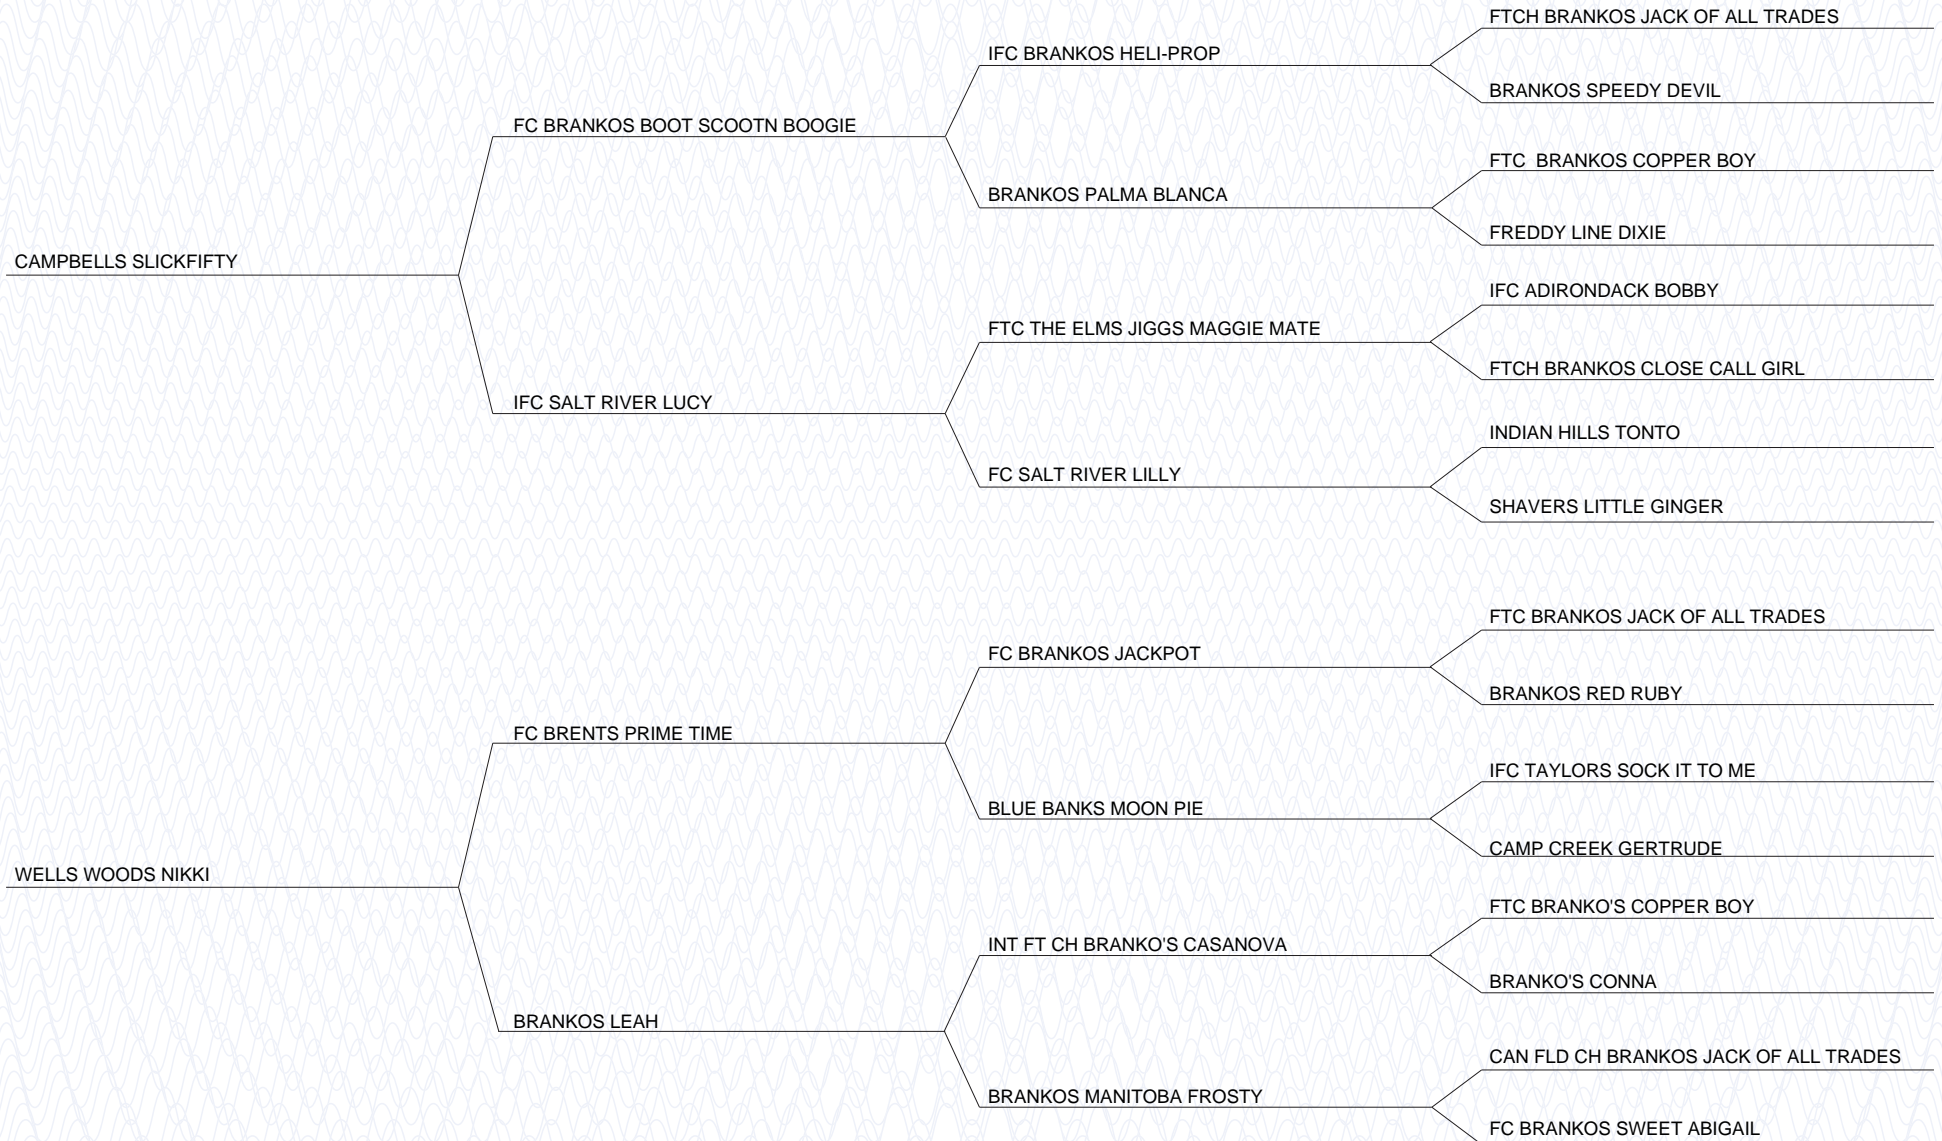 FTCH BRANKOS JACK OF ALL TRADES
IFC BRANKOS HELI-PROP
BRANKOS SPEEDY DEVIL
FC BRANKOS BOOT SCOOTN BOOGIE
FTC  BRANKOS COPPER BOY
BRANKOS PALMA BLANCA
FREDDY LINE DIXIE
CAMPBELLS SLICKFIFTY
IFC ADIRONDACK BOBBY
FTC THE ELMS JIGGS MAGGIE MATE
FTCH BRANKOS CLOSE CALL GIRL
IFC SALT RIVER LUCY
INDIAN HILLS TONTO
FC SALT RIVER LILLY
SHAVERS LITTLE GINGER
FTC BRANKOS JACK OF ALL TRADES
FC BRANKOS JACKPOT
BRANKOS RED RUBY
FC BRENTS PRIME TIME
IFC TAYLORS SOCK IT TO ME
BLUE BANKS MOON PIE
CAMP CREEK GERTRUDE
WELLS WOODS NIKKI
FTC BRANKO'S COPPER BOY
INT FT CH BRANKO'S CASANOVA
BRANKO'S CONNA
BRANKOS LEAH
CAN FLD CH BRANKOS JACK OF ALL TRADES
BRANKOS MANITOBA FROSTY
FC BRANKOS SWEET ABIGAIL